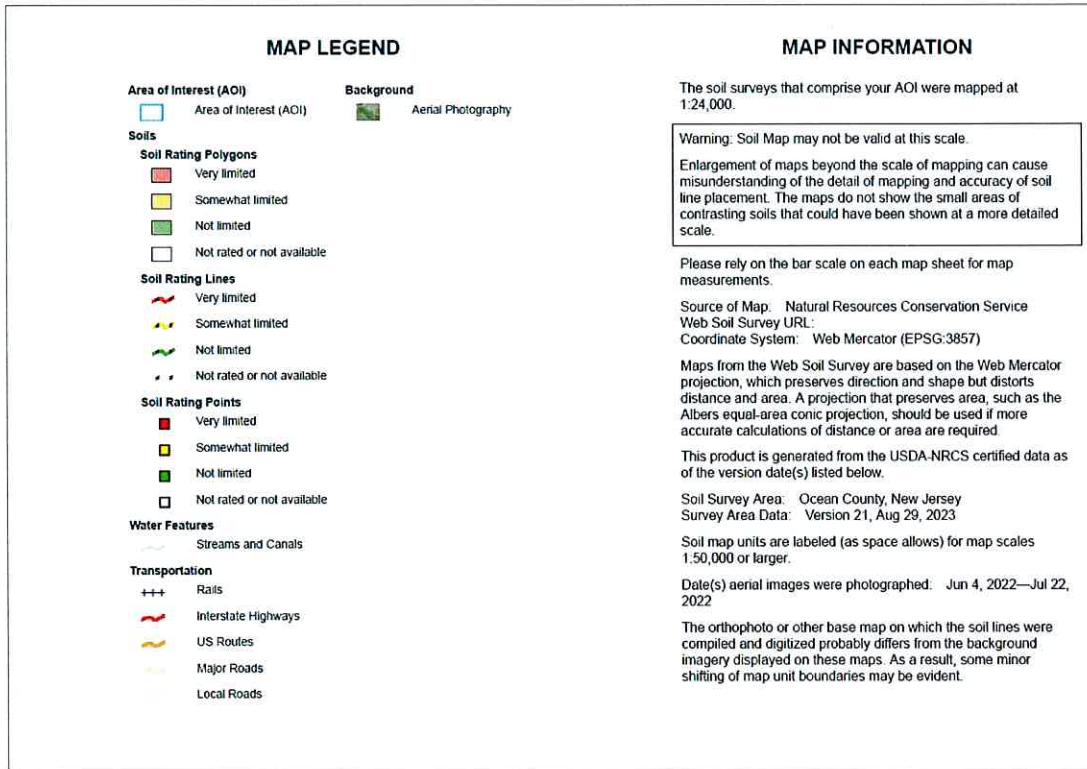 MAP LEGEND
Area of Interest (AOI)
Area of Interest (AOI)
Soils
Soil Rating Polygons
Very limited
Somewhat limited
Not limited
Not rated or not available
Soil Rating Lines
Very limited
Somewhat limited
Not limited
Not rated or not available
Soil Rating Points
Very limited
Somewhat limited
Not limited
Not rated or not available
Water Features
Streams and Canals
Transportation
Rails
Interstate Highways
US Routes
Major Roads
Local Roads
Background
Aerial Photography
MAP INFORMATION
The soil surveys that comprise your AOI were mapped at
1:24,000.
Warning: Soil Map may not be valid at this scale.
Enlargement of maps beyond the scale of mapping can cause
misunderstanding of the detail of mapping and accuracy of soil
line placement. The maps do not show the small areas of
contrasting soils that could have been shown at a more detailed
scale.
Please rely on the bar scale on each map sheet for map
measurements.
Source of Map: Natural Resources Conservation Service
Web Soil Survey URL:
Coordinate System: Web Mercator (EPSG:3857)
Maps from the Web Soil Survey are based on the Web Mercator
projection, which preserves direction and shape but distorts
distance and area. A projection that preserves area, such as the
Albers equal-area conic projection, should be used if more
accurate calculations of distance or area are required.
This product is generated from the USDA-NRCS certified data as
of the version date(s) listed below.
Soil Survey Area: Ocean County, New Jersey
Survey Area Data: Version 21, Aug 29, 2023
Soil map units are labeled (as space allows) for map scales
1:50,000 or larger.
Date(s) aerial images were photographed: Jun 4, 2022—Jul 22,
2022
The orthophoto or other base map on which the soil lines were
compiled and digitized probably differs from the background
imagery displayed on these maps. As a result, some minor
shifting of map unit boundaries may be evident.